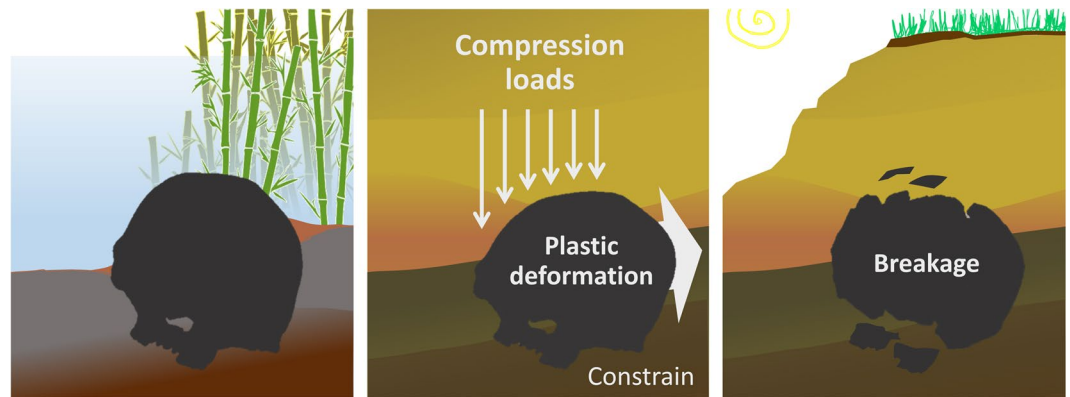 Compression
loads
Plastic
deformation
Constrain
Breakage